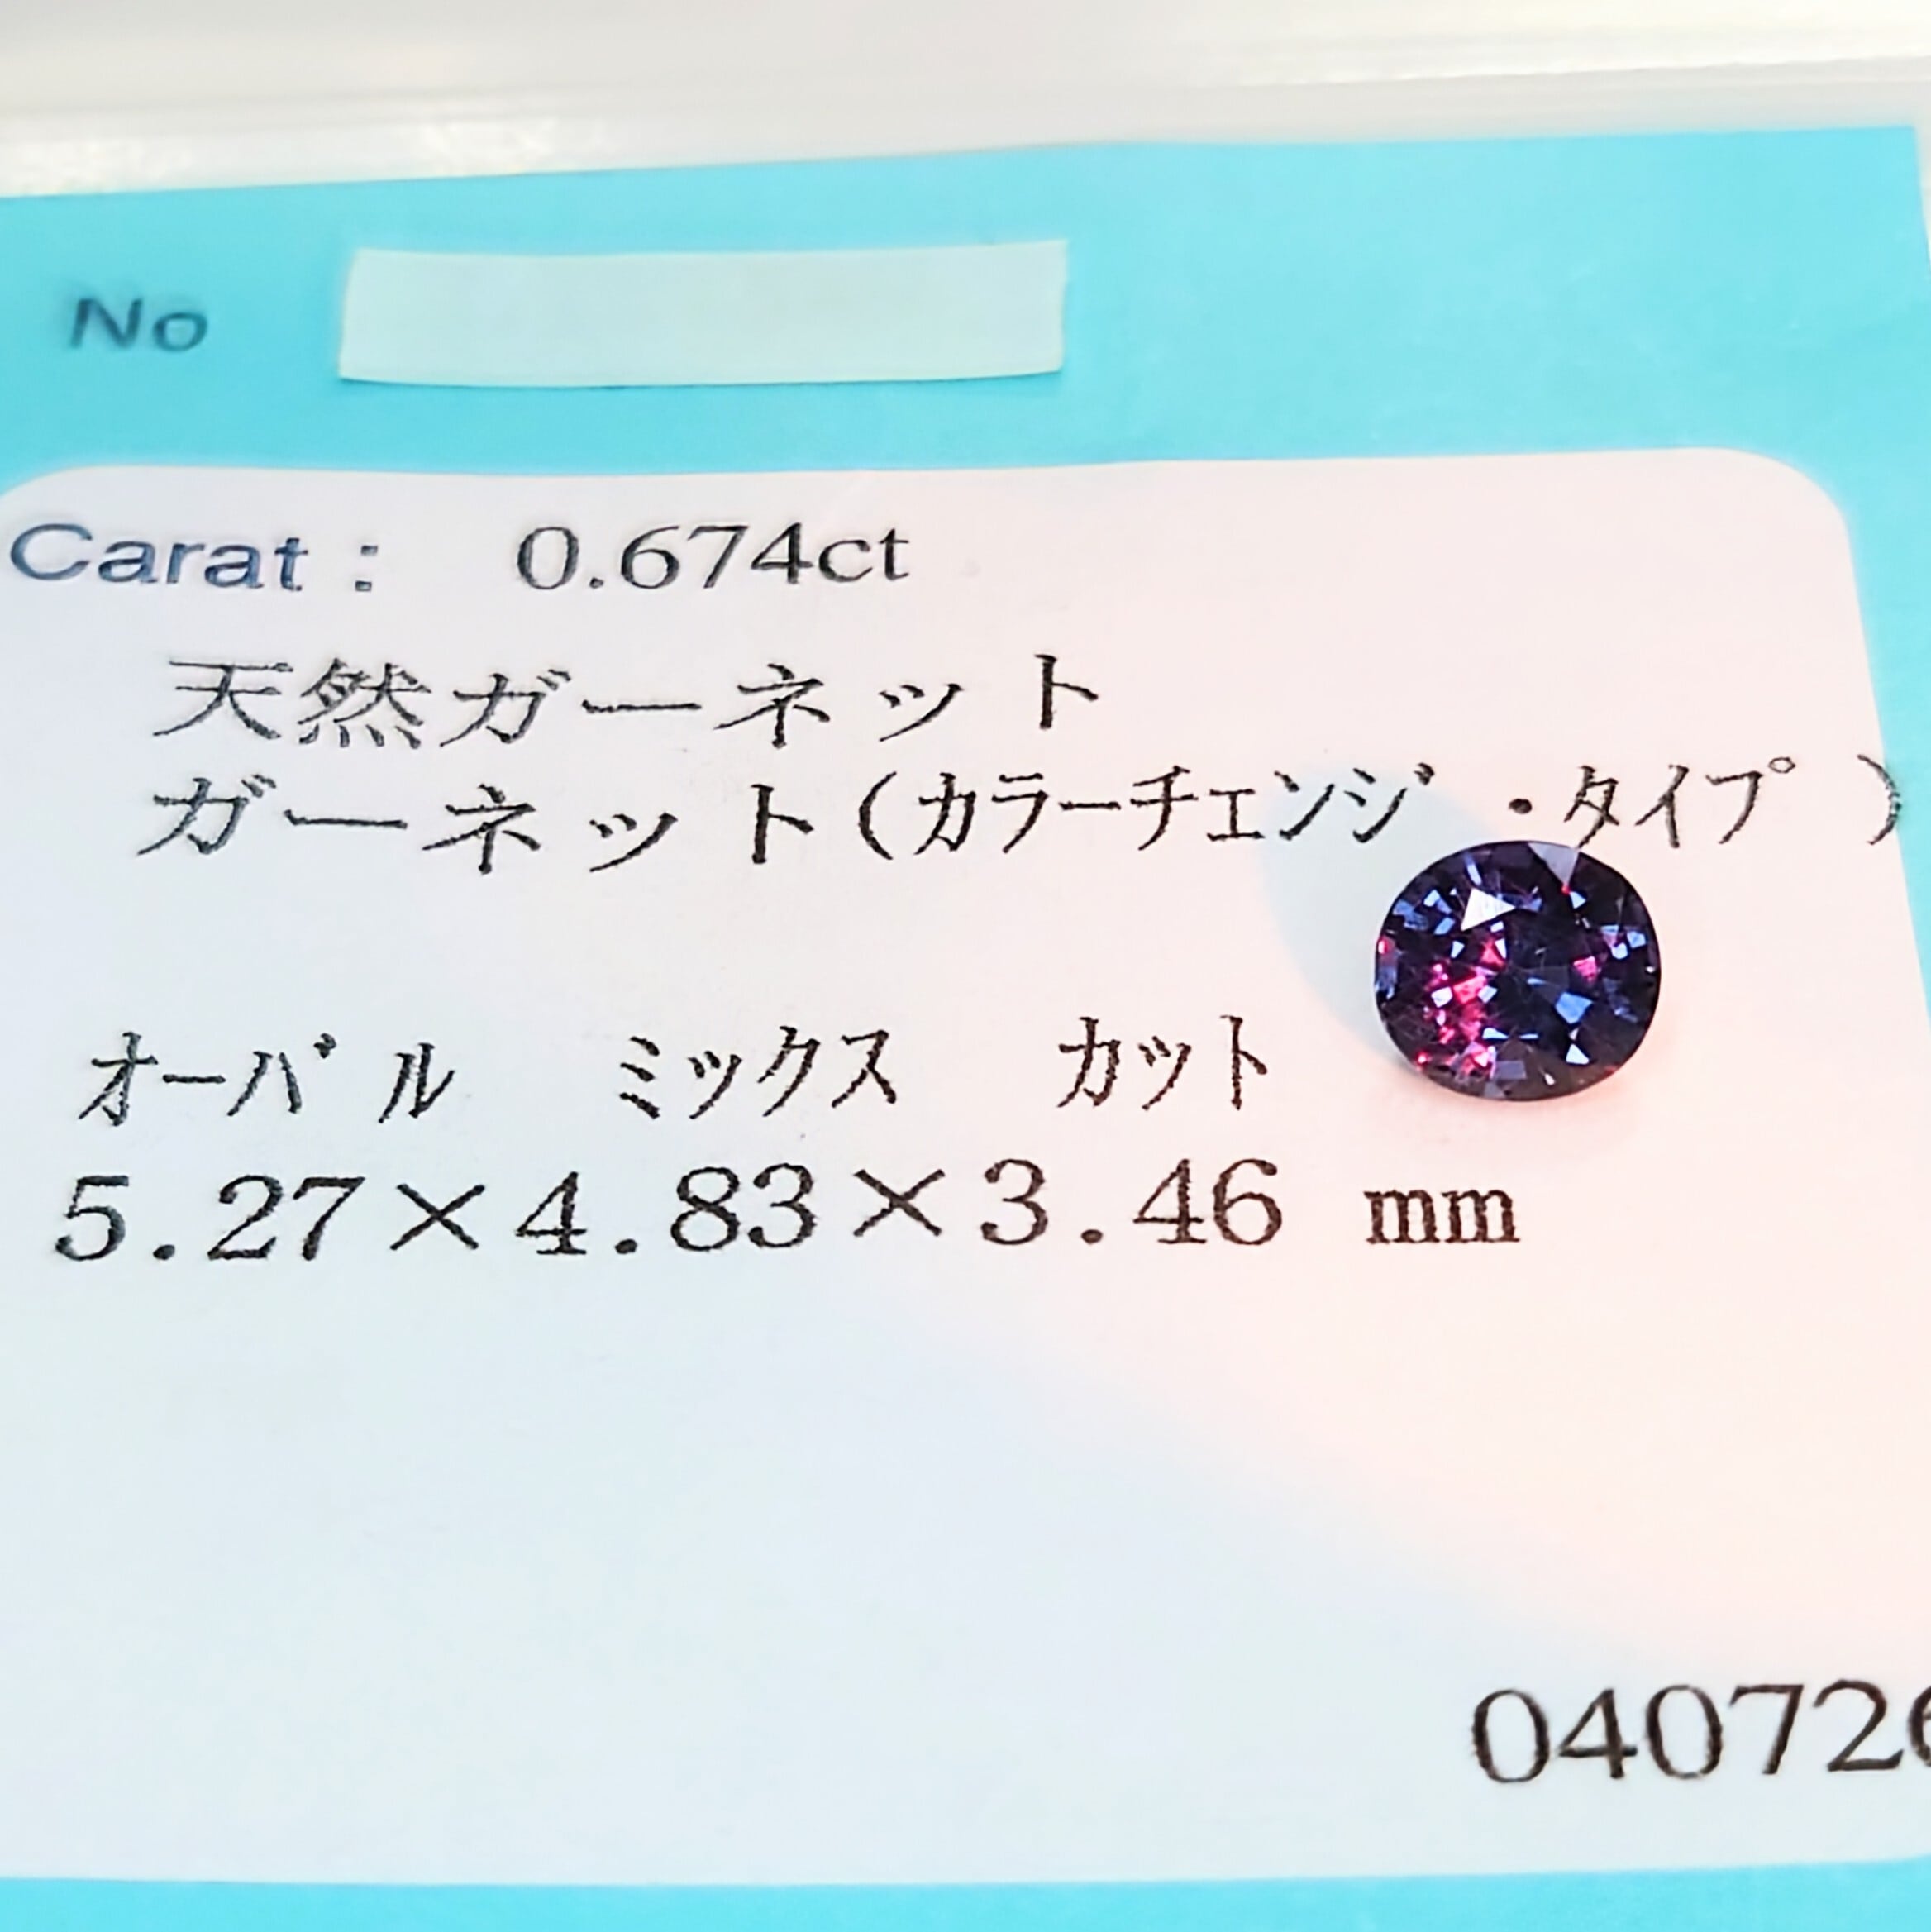 No
Carat : 0.674ct
天然ガーネット
ガーネット(カラーチェンジ・タイプ)
オーバル ミックス カット
5.27×4.83×3.46 mm
040726